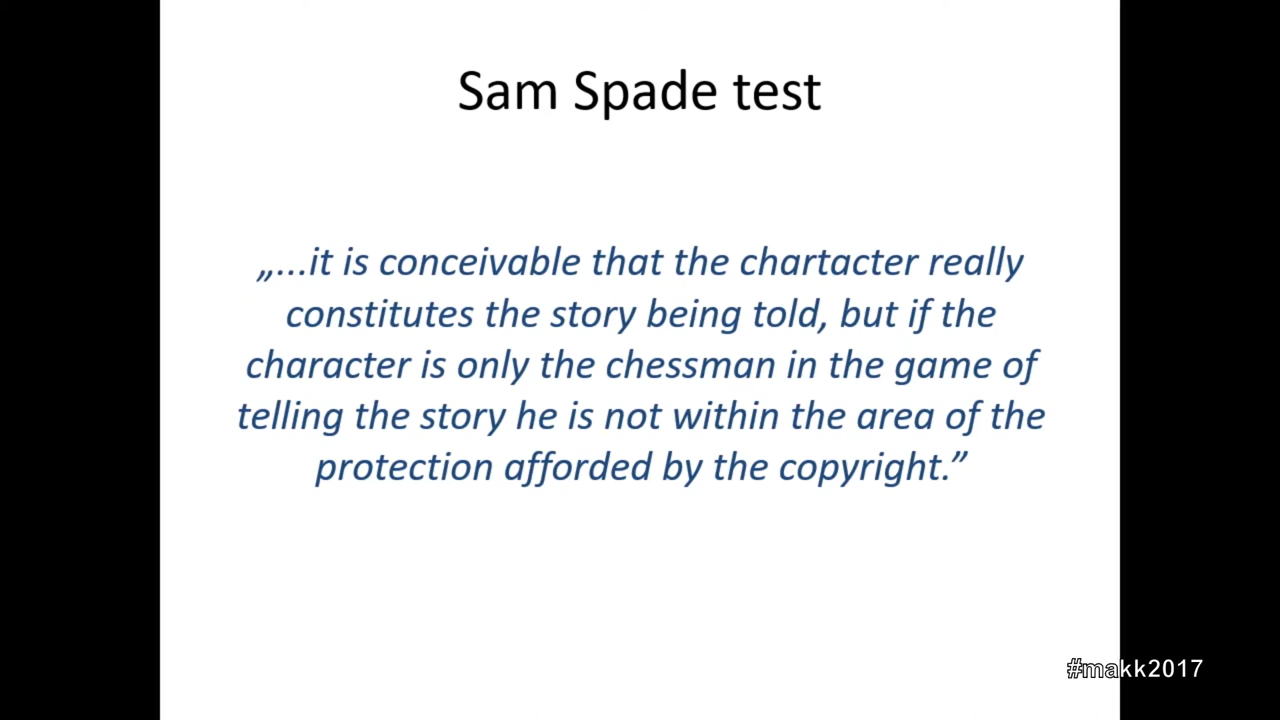 Sam Spade test
„...it is conceivable that the chartacter really
constitutes the story being told, but if the
character is only the chessman in the game of
telling the story he is not within the area of the
protection afforded by the copyright.”
#makk2017